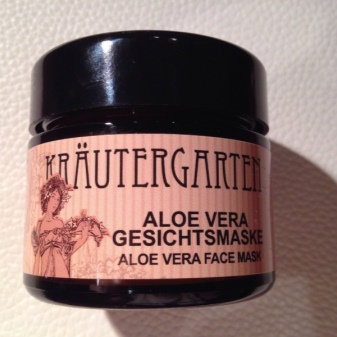 KRÄUTERGARTEN
ALOE VERA
GESICHTSMASKE
ALOE VERA FACE MASK